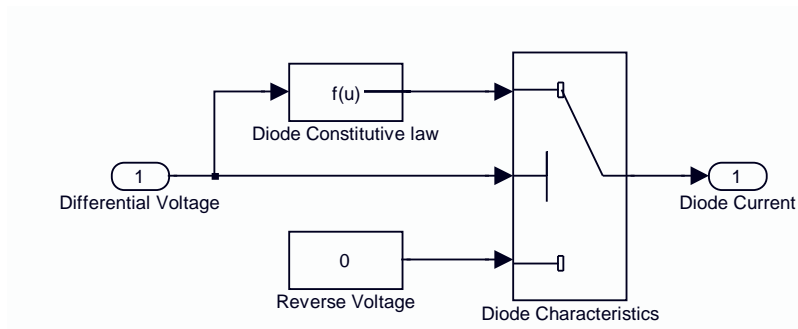 f(u)
Diode Constitutive law
1
Differential Voltage
1
Diode Current
0
Reverse Voltage
Diode Characteristics